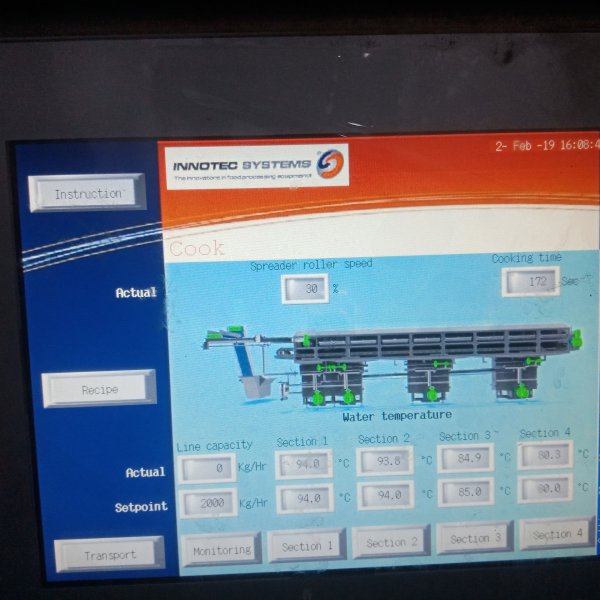 2- Feb -19 16:08:4
INNOTEC SYSTEMS
The innovators in food processing equipment!
Instruction
Cook
Spreader roller speed
Cooking time
Actual
30 %
172 Sec
Recipe
Water temperature
Line capacity
Section 1
Section 2
Section 3
Section 4
Actual
0 Kg/Hr
94.0 °C
93.8 °C
84.9 °C
80.3 °C
Setpoint
2000 Kg/Hr
94.0 °C
94.0 °C
85.0 °C
80.0 °C
Transport
Monitoring
Section 1
Section 2
Section 3
Section 4